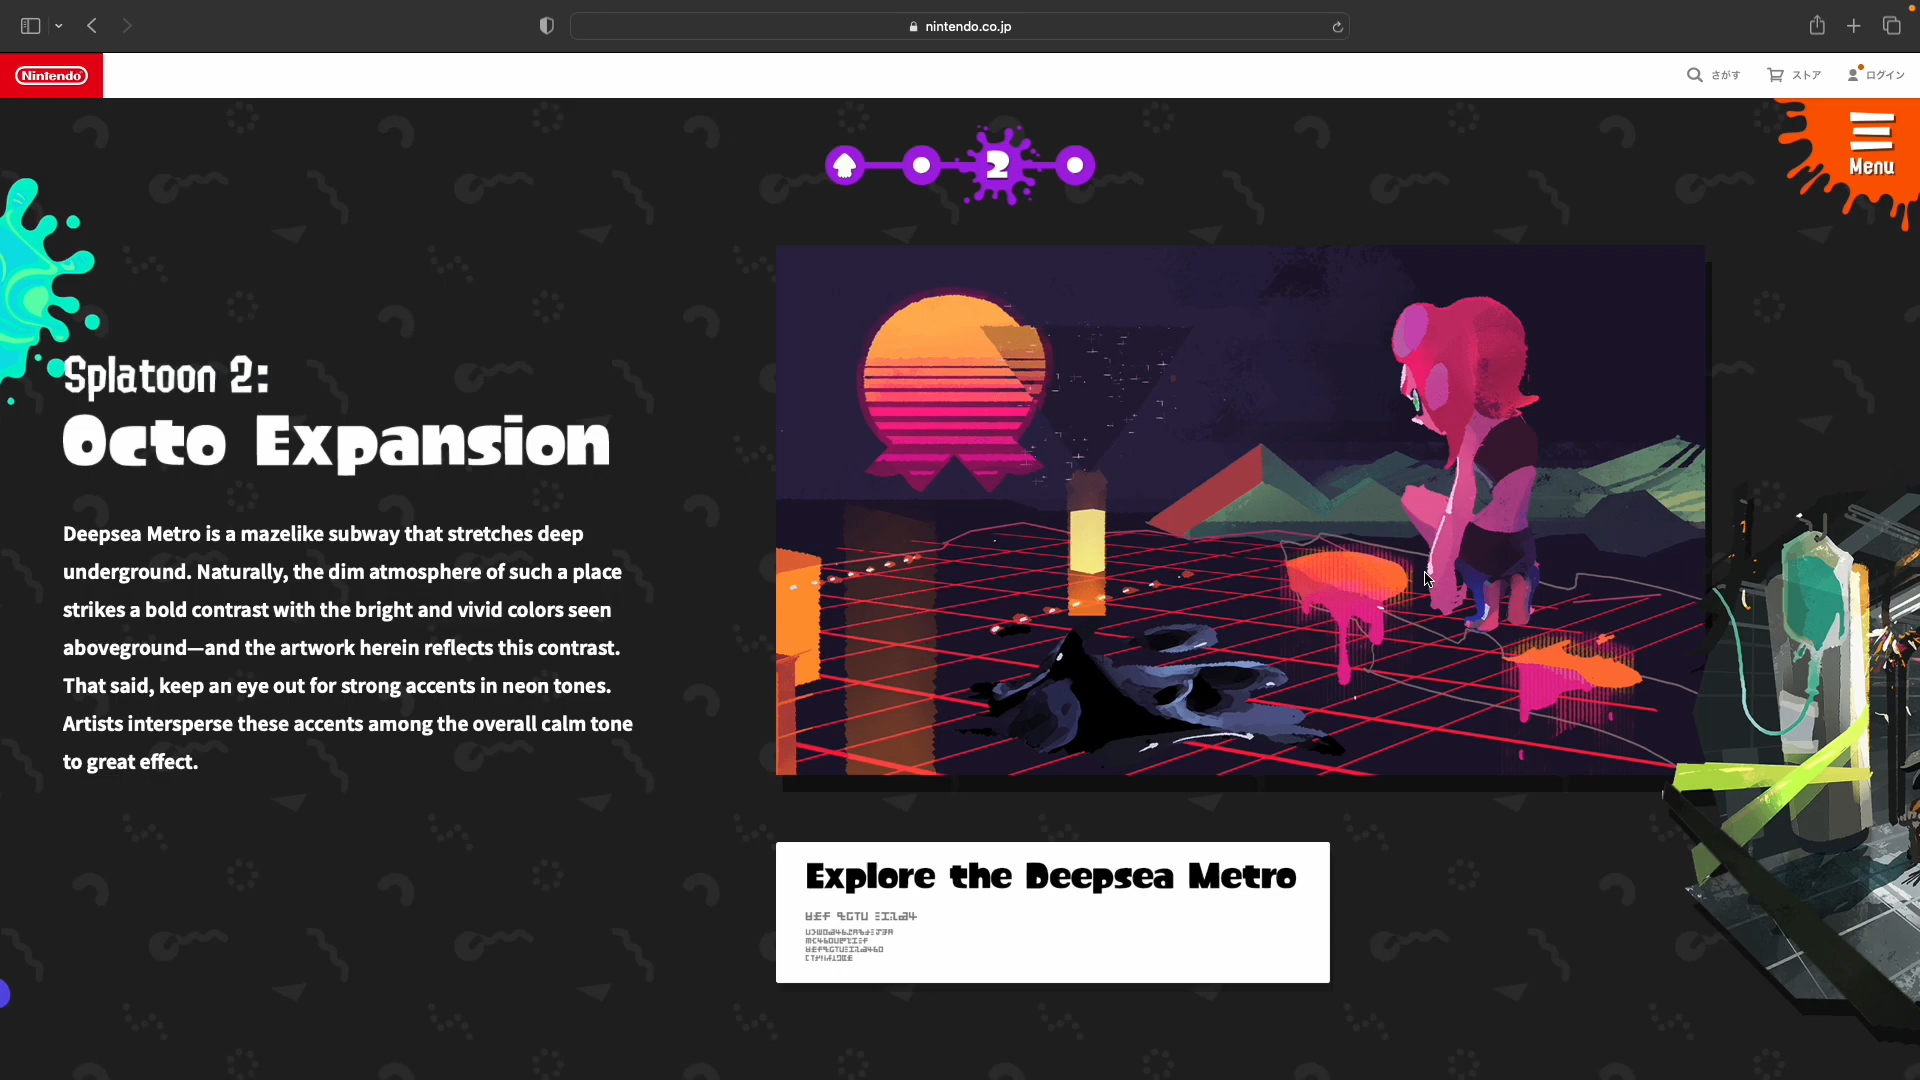 nintendo.co.jp
Nintendo
さがす
ストア
ログイン
2
Menu
Splatoon 2:
Octo Expansion
Deepsea Metro is a mazelike subway that stretches deep
underground. Naturally, the dim atmosphere of such a place
strikes a bold contrast with the bright and vivid colors seen
aboveground—and the artwork herein reflects this contrast.
That said, keep an eye out for strong accents in neon tones.
Artists intersperse these accents among the overall calm tone
to great effect.
Explore the Deepsea Metro